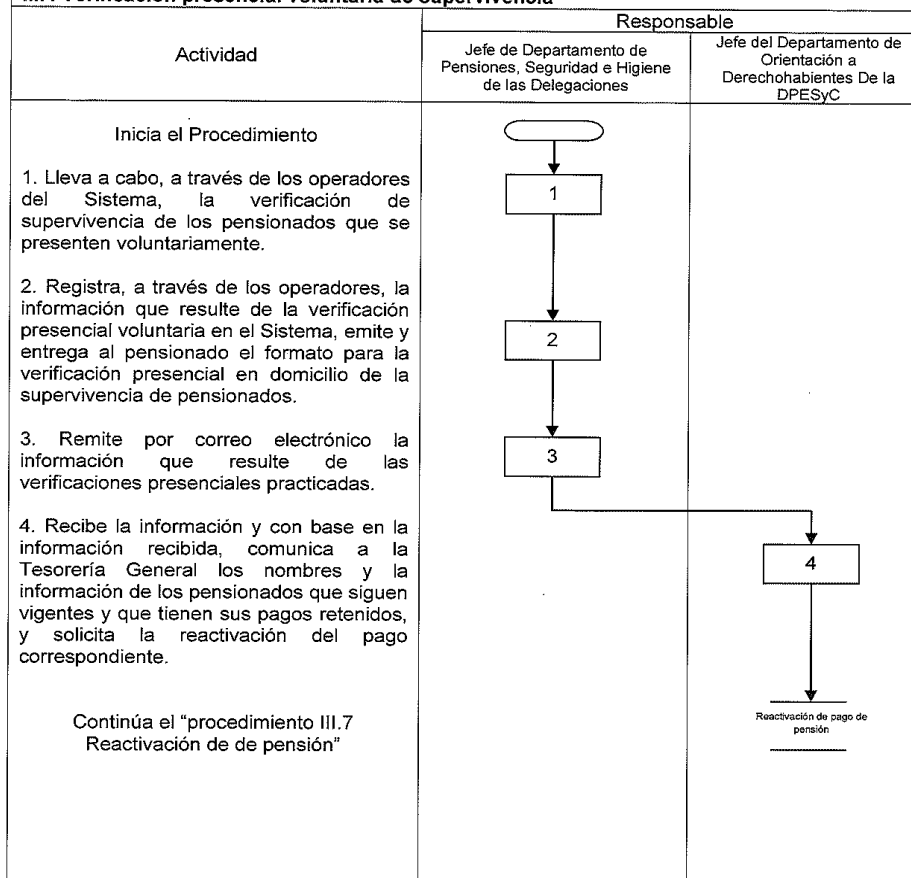 Verificación presencial voluntaria de supervivencia
Responsable
Actividad
Jefe de Departamento de
Pensiones, Seguridad e Higiene
de las Delegaciones
Jefe del Departamento de
Orientación a
Derechohabientes De la
DPESyC
Inicia el Procedimiento
1. Lleva a cabo, a través de los operadores
del Sistema, la verificación de
supervivencia de los pensionados que se
presenten voluntariamente.
1
2. Registra, a través de los operadores, la
información que resulte de la verificación
presencial voluntaria en el Sistema, emite y
entrega al pensionado el formato para la
verificación presencial en domicilio de la
supervivencia de pensionados.
2
3. Remite por correo electrónico la
información que resulte de las
verificaciones presenciales practicadas.
3
4. Recibe la información y con base en la
información recibida, comunica a la
Tesorería General los nombres y la
información de los pensionados que siguen
vigentes y que tienen sus pagos retenidos,
y solicita la reactivación del pago
correspondiente.
4
Continúa el “procedimiento III.7
Reactivación de de pensión”
Reactivación de pago de
pensión